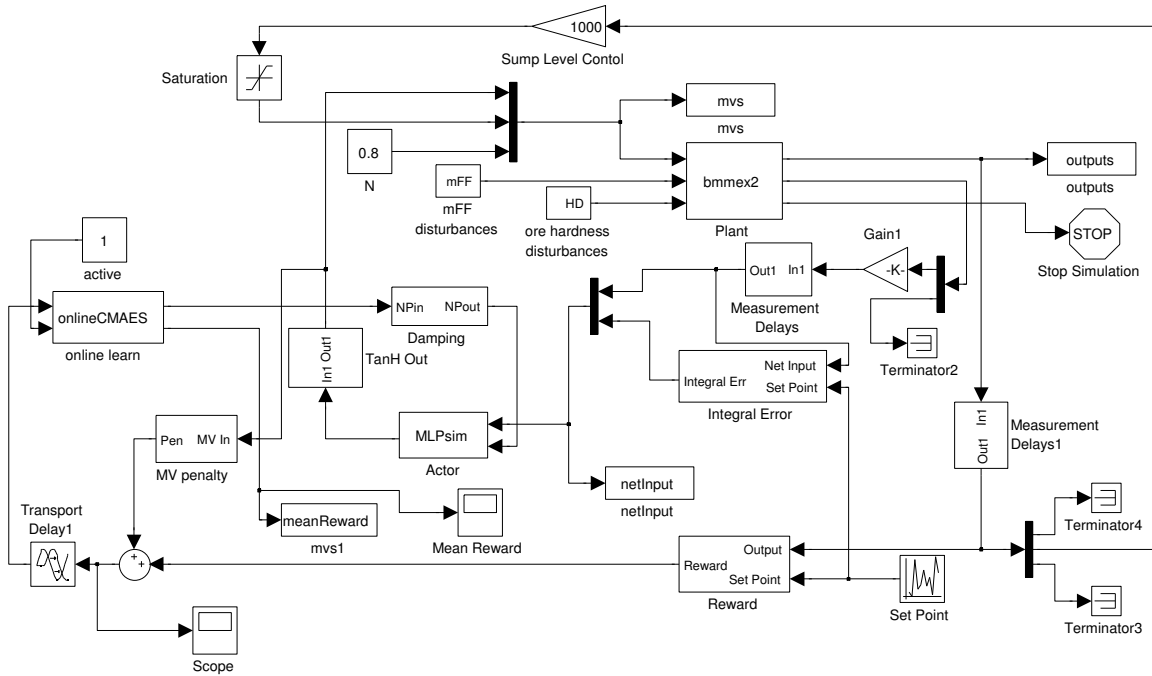 1000
Sump Level Contol
Saturation
mvs
mvs
0.8
N
mFF
mFF
disturbances
HD
ore hardness
disturbances
bmmex2
Plant
outputs
outputs
STOP
Stop Simulation
1
active
Gain1
-K-
Out1
In1
Measurement
Delays
onlineCMAES
online learn
NPin
NPout
Damping
In1 Out1
TanH Out
Terminator2
Net Input
Integral Err
Set Point
Integral Error
MLPsim
Actor
Pen
MV In
MV penalty
In1
Out1
Measurement
Delays1
netInput
netInput
Transport
Delay1
meanReward
mvs1
Mean Reward
Terminator4
+
+
Output
Reward
Set Point
Reward
Set Point
Terminator3
Scope